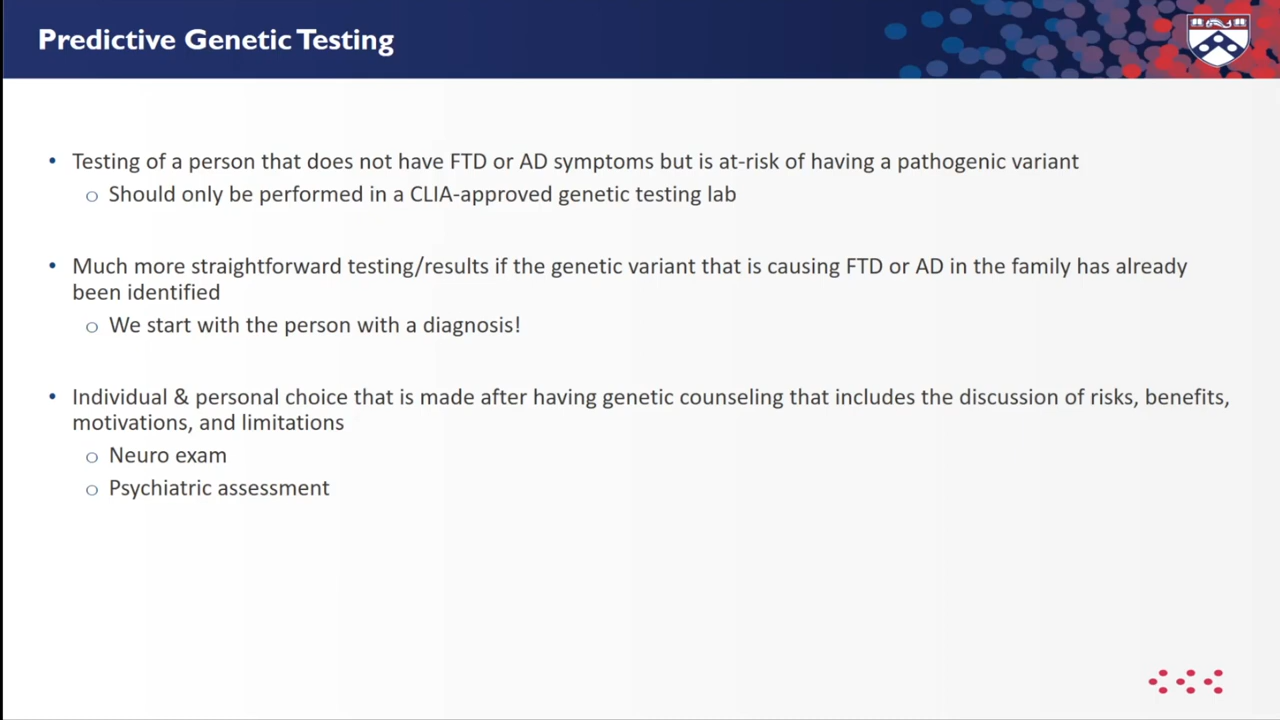 Predictive Genetic Testing
• Testing of a person that does not have FTD or AD symptoms but is at-risk of having a pathogenic variant
o Should only be performed in a CLIA-approved genetic testing lab
• Much more straightforward testing/results if the genetic variant that is causing FTD or AD in the family has already
been identified
o We start with the person with a diagnosis!
• Individual & personal choice that is made after having genetic counseling that includes the discussion of risks, benefits,
motivations, and limitations
o Neuro exam
o Psychiatric assessment